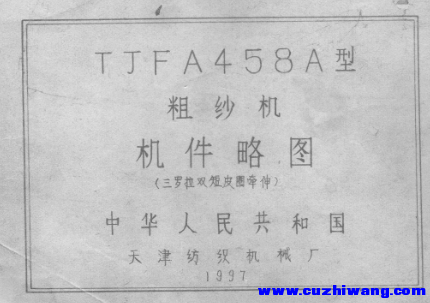 TJFA458A型
粗纱机
机件略图
(三罗拉双短皮圈牵伸)
中华人民共和国
天津纺织机械厂
1997
www.cuzhiwang.com